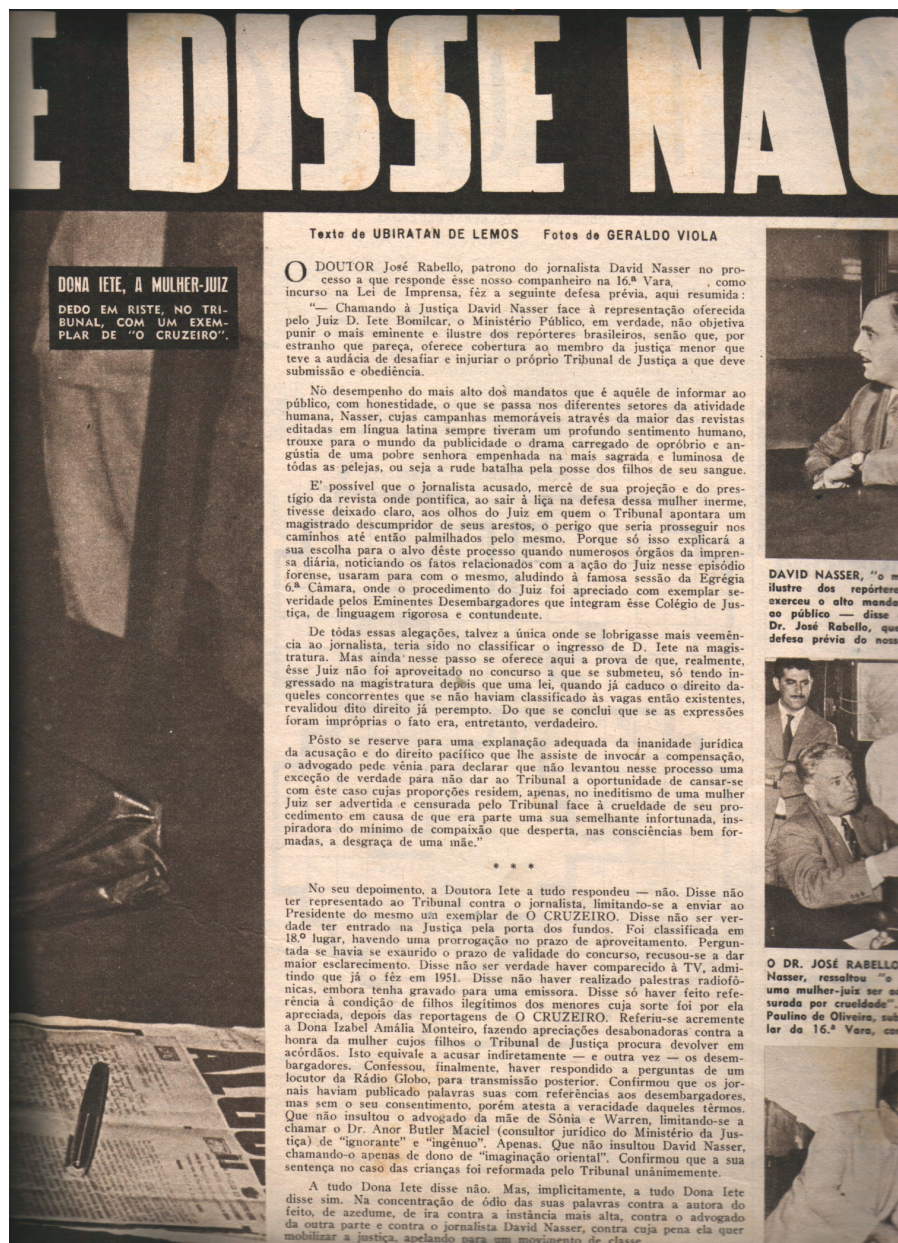 E DISSE NÃO
DONA IETE, A MULHER-JUIZ
DEDO EM RISTE, NO TRI-
BUNAL, COM UM EXEM-
PLAR DE "O CRUZEIRO".
Texto de UBIRATAN DE LEMOS Fotos de GERALDO VIOLA
O DOUTOR José Rabello, patrono do jornalista David Nasser no pro-
cesso a que responde êsse nosso companheiro na 16.ª Vara, , como
incurso na Lei de Imprensa, fêz a seguinte defesa prévia, aqui resumida:
"— Chamando à Justiça David Nasser face à representação oferecida
pelo Juiz D. Iete Bomilcar, o Ministério Público, em verdade, não objetiva
punir o mais eminente e ilustre dos repórteres brasileiros, senão que, por
estranho que pareça, oferece cobertura ao membro da justiça menor que
teve a audácia de desafiar e injuriar o próprio Tribunal de Justiça a que deve
submissão e obediência.
No desempenho do mais alto dos mandatos que é aquêle de informar ao
público, com honestidade, o que se passa nos diferentes setores da atividade
humana, Nasser, cujas campanhas memoráveis através da maior das revistas
editadas em língua latina sempre tiveram um profundo sentimento humano,
trouxe para o mundo da publicidade o drama carregado de opróbrio e an-
gústia de uma pobre senhora empenhada na mais sagrada e luminosa de
tôdas as pelejas, ou seja a rude batalha pela posse dos filhos de seu sangue.
E' possível que o jornalista acusado, mercê de sua projeção e do pres-
tígio da revista onde pontifica, ao sair à liça na defesa dessa mulher inerme,
tivesse deixado claro, aos olhos do Juiz em quem o Tribunal apontara um
magistrado descumpridor de seus arestos, o perigo que seria prosseguir nos
caminhos até então palmilhados pelo mesmo. Porque só isso explicará a
sua escolha para o alvo dêste processo quando numerosos órgãos da impren-
sa diária, noticiando os fatos relacionados com a ação do Juiz nesse episódio
forense, usaram para com o mesmo, aludindo à famosa sessão da Egrégia
6.ª Câmara, onde o procedimento do Juiz foi apreciado com exemplar se-
veridade pelos Eminentes Desembargadores que integram êsse Colégio de Jus-
tiça, de linguagem rigorosa e contundente.
De tôdas essas alegações, talvez a única onde se lobrigasse mais veemên-
cia ao jornalista, teria sido no classificar o ingresso de D. Iete na magis-
tratura. Mas ainda nesse passo se oferece aqui a prova de que, realmente,
êsse Juiz não foi aproveitado no concurso a que se submeteu, só tendo in-
gressado na magistratura depois que uma lei, quando já caduco o direito da-
queles concorrentes que se não haviam classificado às vagas então existentes,
revalidou dito direito já perempto. Do que se conclui que se as expressões
foram impróprias o fato era, entretanto, verdadeiro.
Pôsto se reserve para uma explanação adequada da inanidade jurídica
da acusação e do direito pacífico que lhe assiste de invocar a compensação,
o advogado pede vênia para declarar que não levantou nesse processo uma
exceção de verdade para não dar ao Tribunal a oportunidade de cansar-se
com êste caso cujas proporções residem, apenas, no ineditismo de uma mulher
Juiz ser advertida e censurada pelo Tribunal face à crueldade de seu pro-
cedimento em causa de que era parte uma sua semelhante infortunada, ins-
piradora do mínimo de compaixão que desperta, nas consciências bem for-
madas, a desgraça de uma mãe."
* * *
No seu depoimento, a Doutora Iete a tudo respondeu — não. Disse não
ter representado ao Tribunal contra o jornalista, limitando-se a enviar ao
Presidente do mesmo um exemplar de O CRUZEIRO. Disse não ser ver-
dade ter entrado na Justiça pela porta dos fundos. Foi classificada em
18.º lugar, havendo uma prorrogação no prazo de aproveitamento. Pergun-
tada se havia se exaurido o prazo de validade do concurso, recusou-se a dar
maior esclarecimento. Disse não ser verdade haver comparecido à TV, admi-
tindo que já o fêz em 1951. Disse não haver realizado palestras radiofô-
nicas, embora tenha gravado para uma emissora. Disse só haver feito refe-
rência à condição de filhos ilegítimos dos menores cuja sorte foi por ela
apreciada, depois das reportagens de O CRUZEIRO. Referiu-se acremente
a Dona Izabel Amália Monteiro, fazendo apreciações desabonadoras contra a
honra da mulher cujos filhos o Tribunal de Justiça procura devolver em
acórdãos. Isto equivale a acusar indiretamente — e outra vez — os desem-
bargadores. Confessou, finalmente, haver respondido a perguntas de um
locutor da Rádio Globo, para transmissão posterior. Confirmou que os jor-
nais haviam publicado palavras suas com referências aos desembargadores,
mas sem o seu consentimento, porém atesta a veracidade daqueles têrmos.
Que não insultou o advogado da mãe de Sônia e Warren, limitando-se a
chamar o Dr. Anor Butler Maciel (consultor jurídico do Ministério da Jus-
tiça) de "ignorante" e "ingênuo". Apenas. Que não insultou David Nasser,
chamando-o apenas de dono de "imaginação oriental". Confirmou que a sua
sentença no caso das crianças foi reformada pelo Tribunal unânimemente.
A tudo Dona Iete disse não. Mas, implìcitamente, a tudo Dona Iete
disse sim. Na concentração de ódio das suas palavras contra a autora do
feito, de azedume, de ira contra a instância mais alta, contra o advogado
da outra parte e contra o jornalista David Nasser, contra cuja pena ela quer
mobilizar a justiça, apelando para um movimento de classe.
DAVID NASSER, "o m
ilustre dos repórtere
exerceu o alto manda
ao público — disse
Dr. José Rabello, que
defesa prévia do noss
O DR. JOSÉ RABELLO
Nasser, ressaltou "o
uma mulher-juiz ser a
surada por crueldade".
Paulino de Oliveira, sub
lar da 16.ª Vara, co